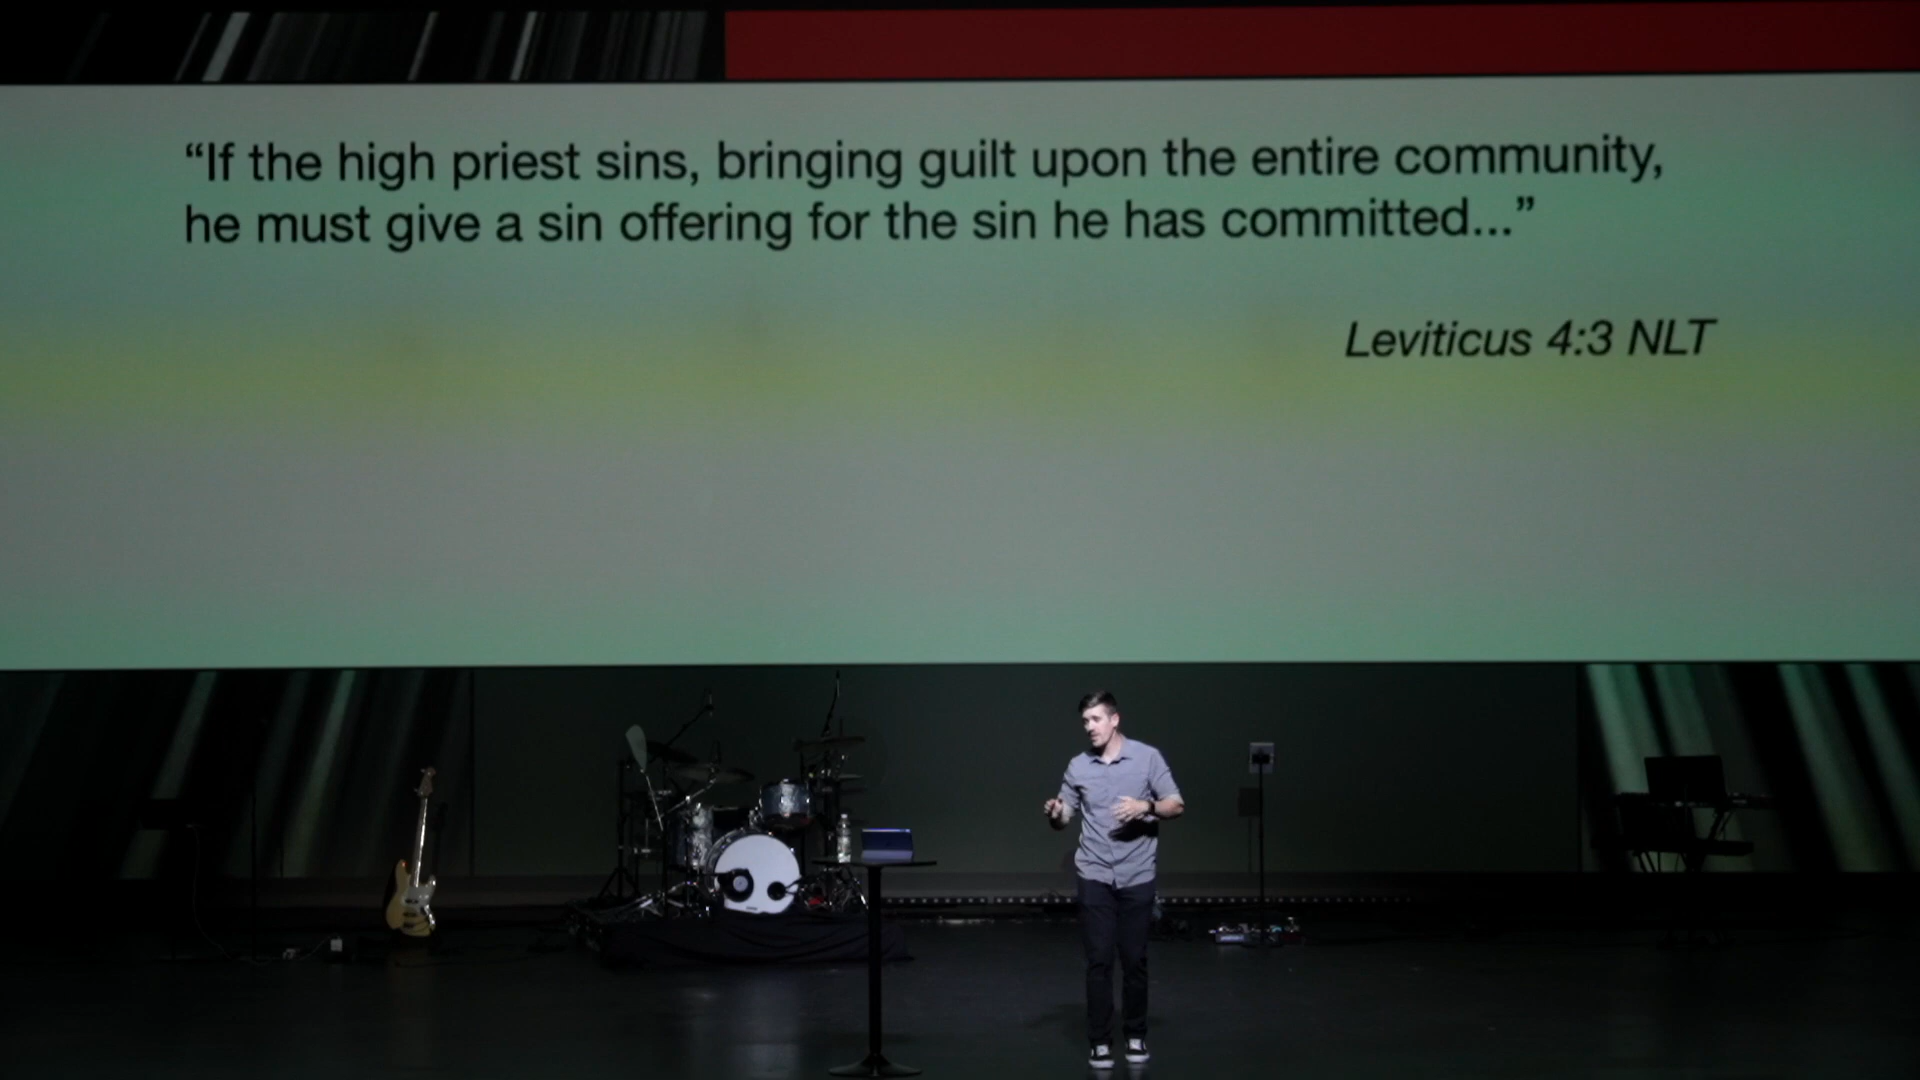 “If the high priest sins, bringing guilt upon the entire community,
he must give a sin offering for the sin he has committed...”
Leviticus 4:3 NLT